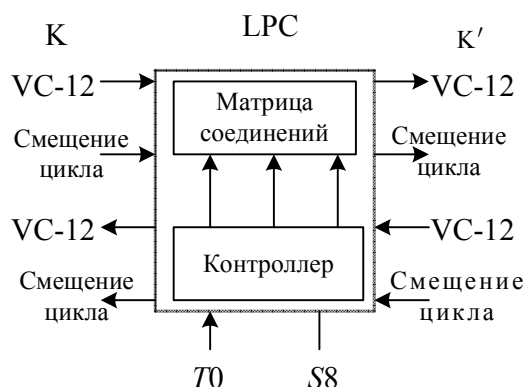 K
LPC
K′
VC-12
Матрица
соединений
VC-12
Смещение
цикла
Смещение
цикла
VC-12
Контроллер
VC-12
Смещение
цикла
Смещение
цикла
T0
S8